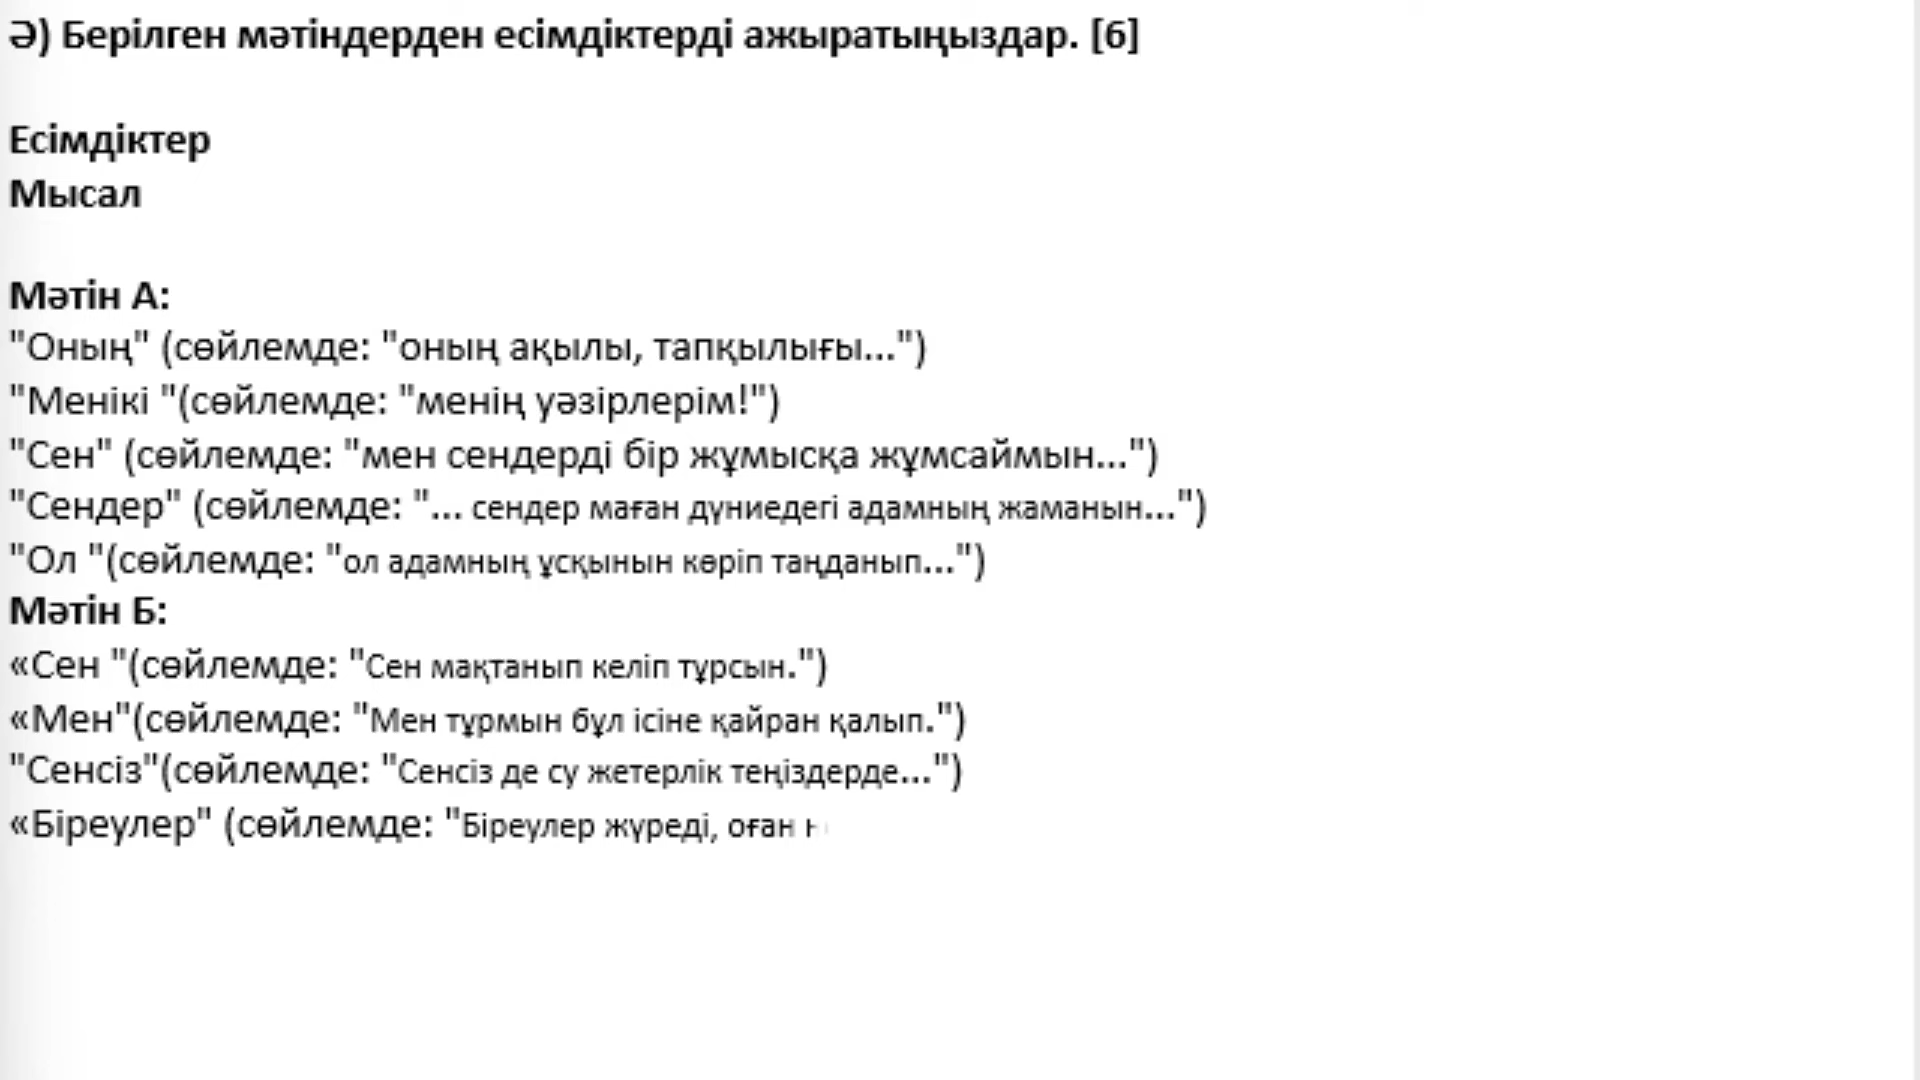 Ә) Берілген мәтіндерден есімдіктерді ажыратыңыздар. [6]
Есімдіктер
Мысал
Мәтін А:
"Оның" (сөйлемде: "оның ақылы, тапқылығы...")
"Менікі "(сөйлемде: "менің уәзірлерім!")
"Сен" (сөйлемде: "мен сендерді бір жұмысқа жұмсаймын...")
"Сендер" (сөйлемде: "... сендер маған дүниедегі адамның жаманын...")
"Ол "(сөйлемде: "ол адамның ұсқынын көріп таңданып...")
Мәтін Б:
«Сен "(сөйлемде: "Сен мақтанып келіп тұрсын.")
«Мен"(сөйлемде: "Мен тұрмын бұл ісіне қайран қалып.")
"Сенсіз"(сөйлемде: "Сенсіз де су жетерлік теңіздерде...")
«Біреулер" (сөйлемде: "Біреулер жүреді, оған